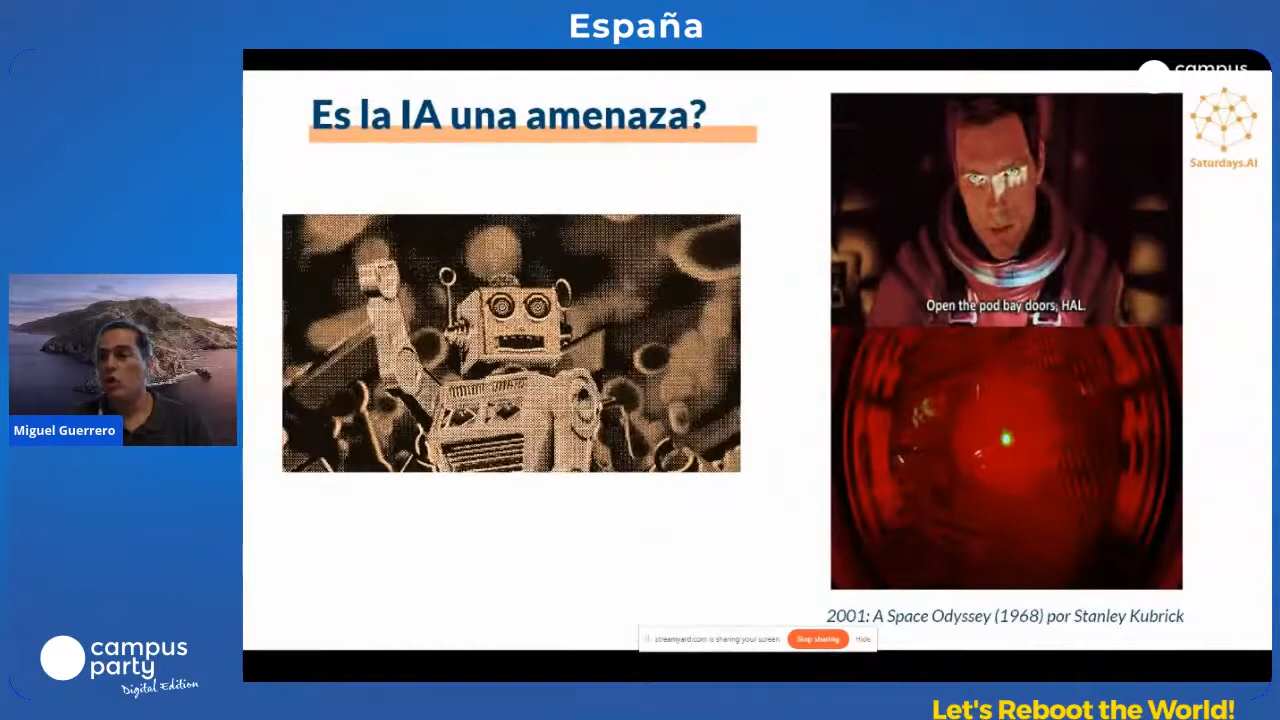 España
campus
Es la IA una amenaza?
Saturdays.AI
Open the pod bay doors, HAL.
Miguel Guerrero
2001: A Space Odyssey (1968) por Stanley Kubrick
streamyard.com is sharing your screen.
Stop sharing
Hide
campus
party
Digital Edition
Let's Reboot the World!